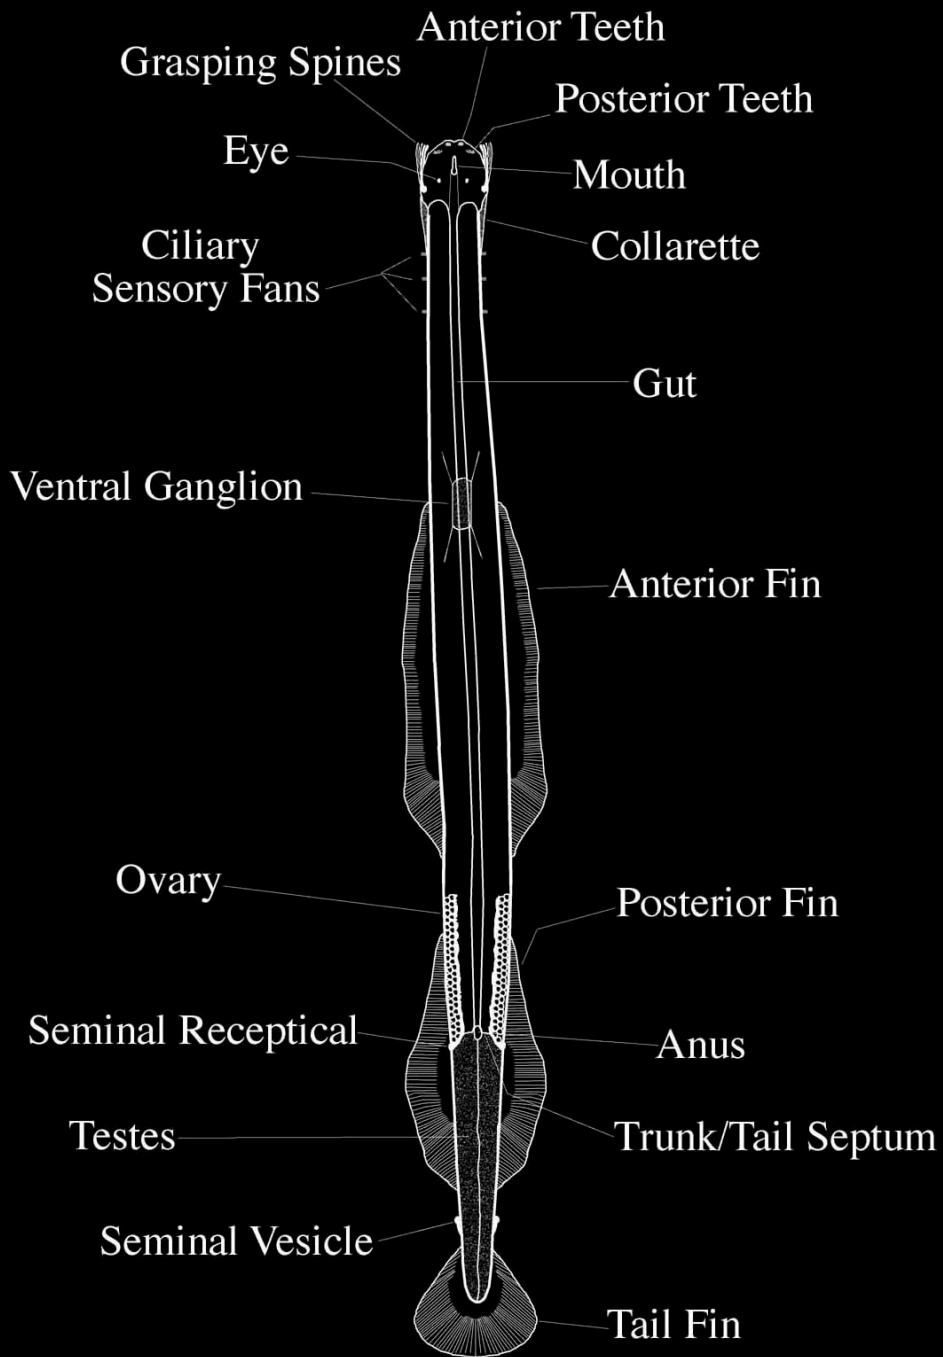 Anterior Teeth
Grasping Spines
Posterior Teeth
Eye
Mouth
Ciliary
Sensory Fans
Collarette
Gut
Ventral Ganglion
Anterior Fin
Ovary
Posterior Fin
Seminal Receptical
Anus
Testes
Trunk/Tail Septum
Seminal Vesicle
Tail Fin